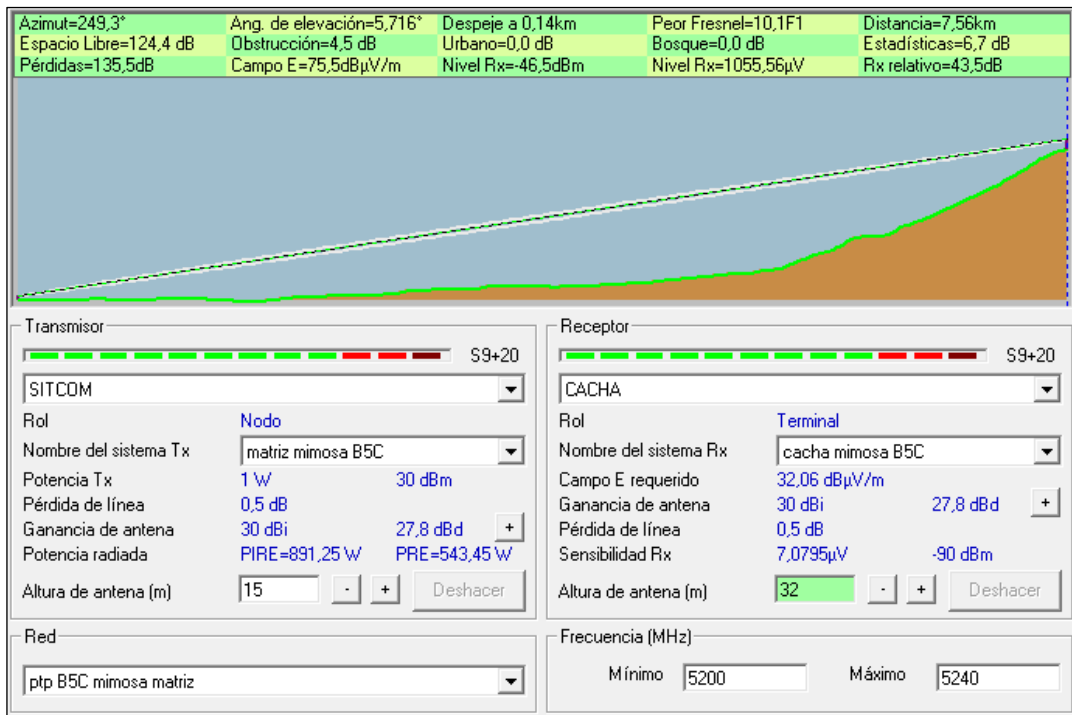 Azimut=249,3° Ang. de elevación=5,716° Despeje a 0,14km Peor Fresnel=10,1F1 Distancia=7,56km
Espacio Libre=124,4 dB Obstrucción=4,5 dB Urbano=0,0 dB Bosque=0,0 dB Estadísticas=6,7 dB
Pérdidas=135,5dB Campo E=75,5dBµV/m Nivel Rx=-46,5dBm Nivel Rx=1055,56µV Rx relativo=43,5dB
Transmisor
S9+20
SITCOM
Rol Nodo
Nombre del sistema Tx matriz mimosa B5C
Potencia Tx 1 W 30 dBm
Pérdida de línea 0,5 dB
Ganancia de antena 30 dBi 27,8 dBd +
Potencia radiada PIRE=891,25 W PRE=543,45 W
Altura de antena (m) 15 - + Deshacer
Red
ptp B5C mimosa matriz
Receptor
S9+20
CACHA
Rol Terminal
Nombre del sistema Rx cacha mimosa B5C
Campo E requerido 32,06 dBµV/m
Ganancia de antena 30 dBi 27,8 dBd +
Pérdida de línea 0,5 dB
Sensibilidad Rx 7,0795µV -90 dBm
Altura de antena (m) 32 - + Deshacer
Frecuencia (MHz)
Mínimo 5200 Máximo 5240